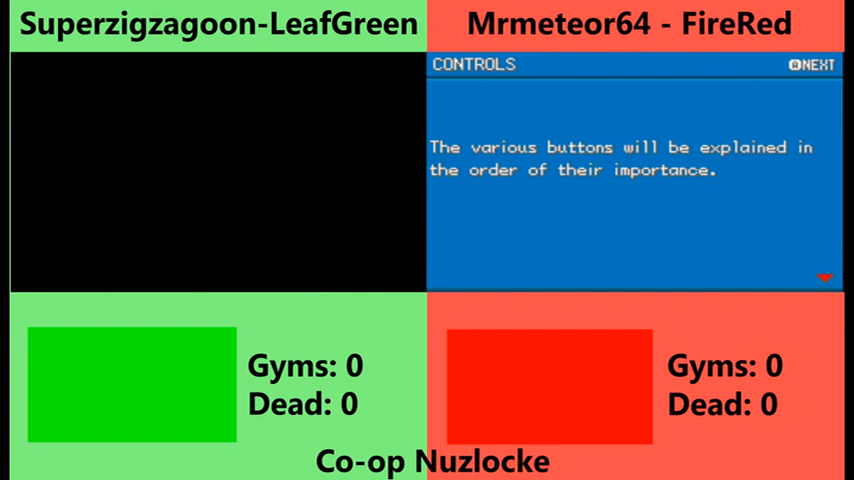 Superzigzagoon-LeafGreen
Mrmeteor64 - FireRed
CONTROLS
ⒶNEXT
The various buttons will be explained in
the order of their importance.
Gyms: 0
Dead: 0
Gyms: 0
Dead: 0
Co-op Nuzlocke